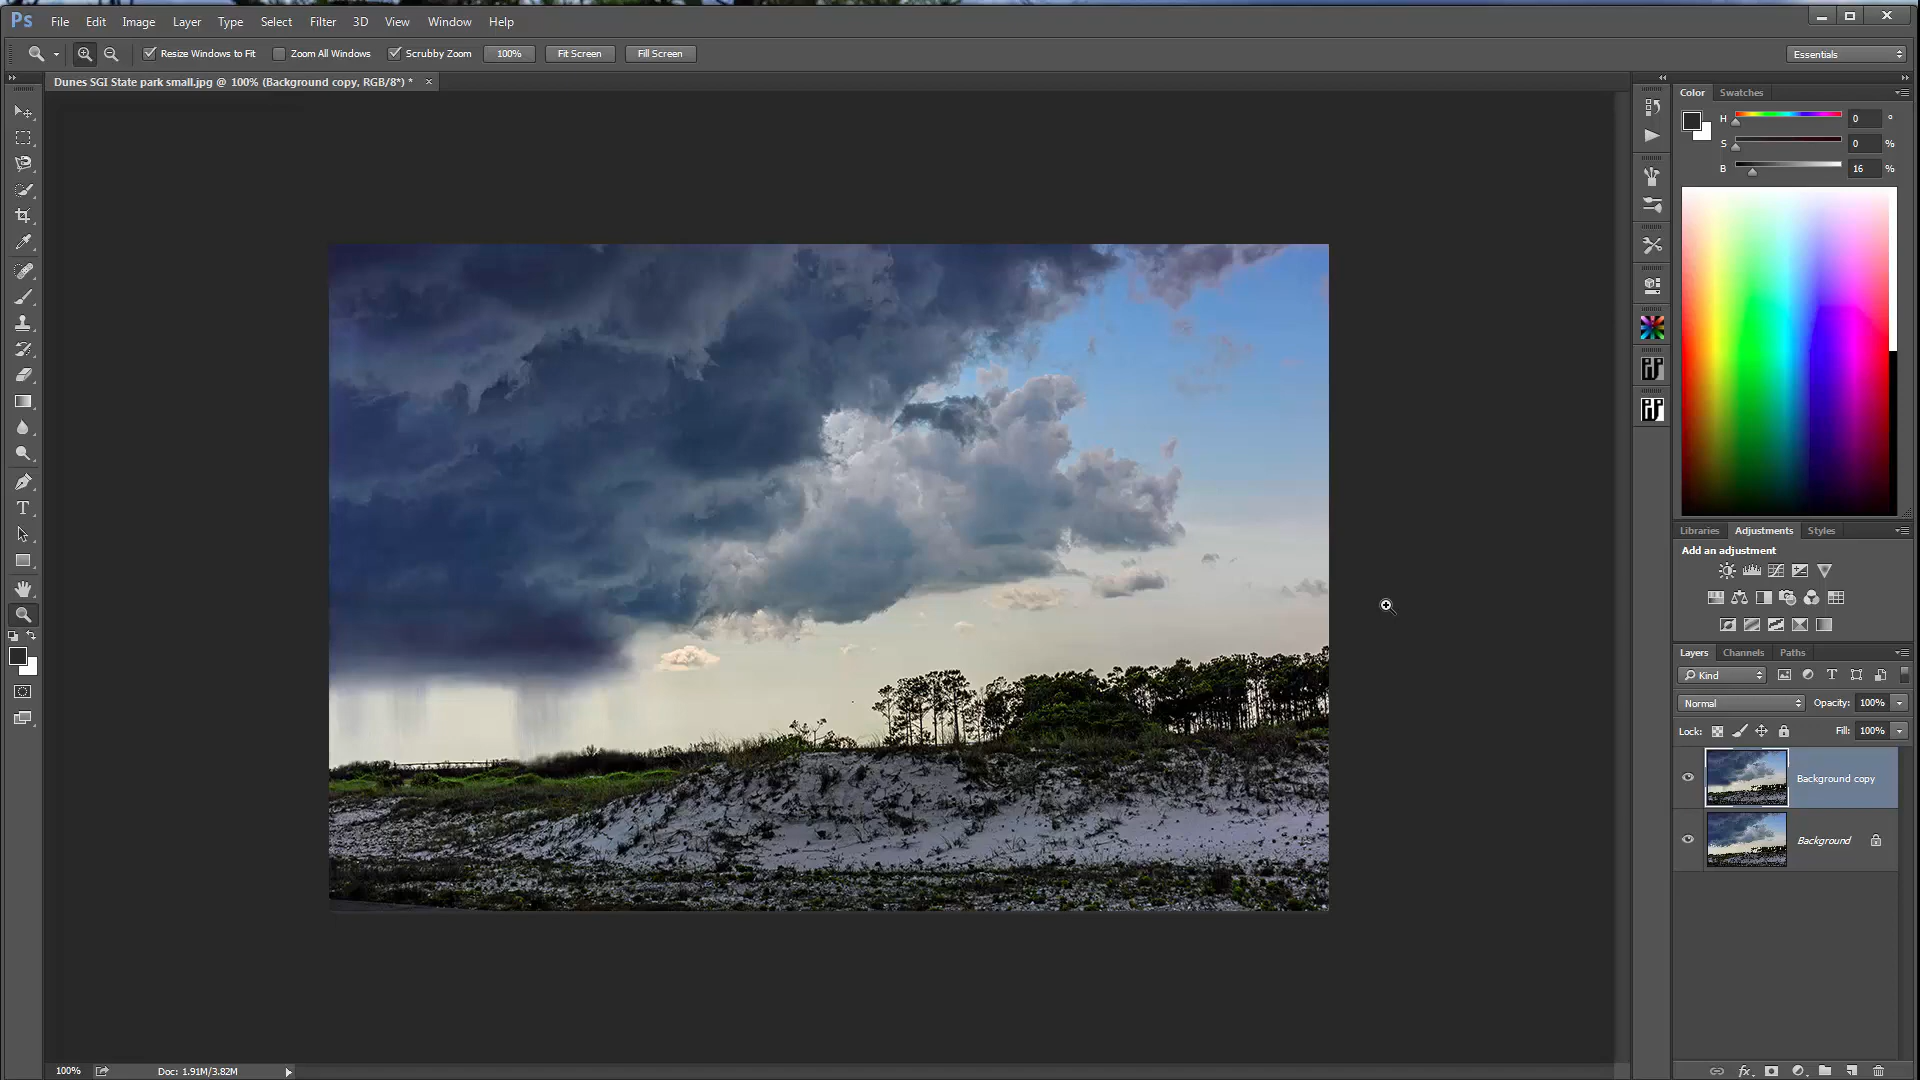 Ps File Edit Image Layer Type Select Filter 3D View Window Help
Resize Windows to Fit Zoom All Windows Scrubby Zoom 100% Fit Screen Fill Screen Essentials
Dunes SGI State park small.jpg @ 100% (Background copy, RGB/8*) * ×
Color Swatches
H 0 °
S 0 %
B 16 %
Libraries Adjustments Styles
Add an adjustment
Layers Channels Paths
Kind
Normal Opacity: 100%
Lock: Fill: 100%
Background copy
Background
100% Doc: 1.91M/3.82M